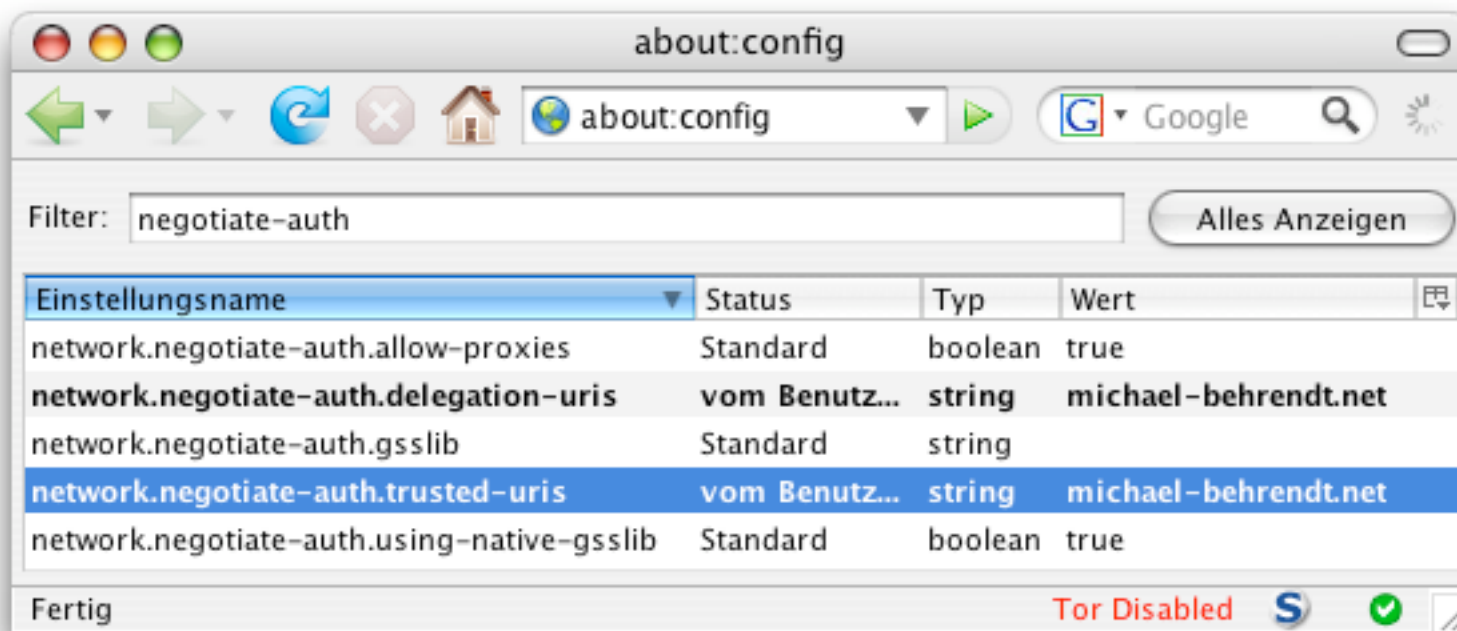 about:config
about:config G Google
Filter: negotiate-auth Alles Anzeigen
Einstellungsname Status Typ Wert
network.negotiate-auth.allow-proxies Standard boolean true
network.negotiate-auth.delegation-uris vom Benutz... string michael-behrendt.net
network.negotiate-auth.gsslib Standard string
network.negotiate-auth.trusted-uris vom Benutz... string michael-behrendt.net
network.negotiate-auth.using-native-gsslib Standard boolean true
Fertig Tor Disabled S